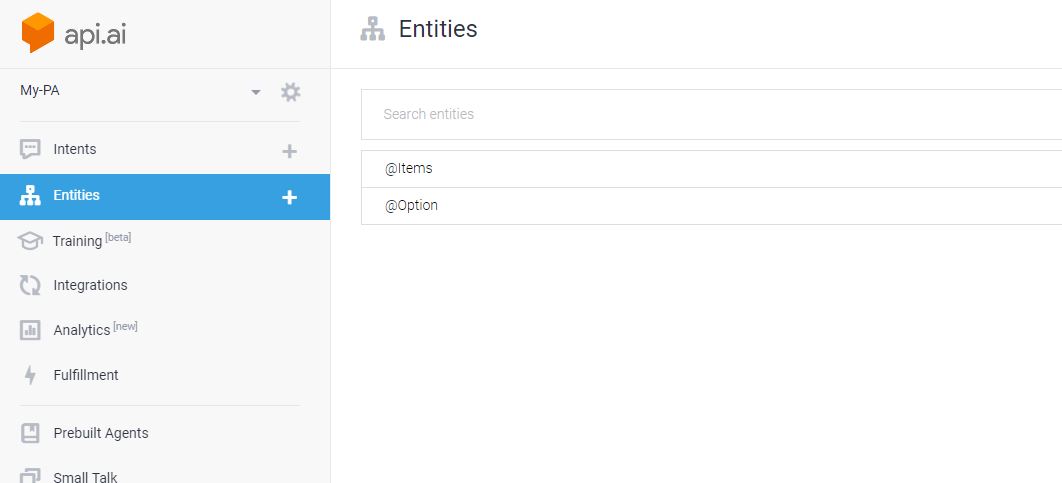 api.ai
Entities
My-PA
Search entities
Intents
@Items
Entities
@Option
Training [beta]
Integrations
Analytics [new]
Fulfillment
Prebuilt Agents
Small Talk